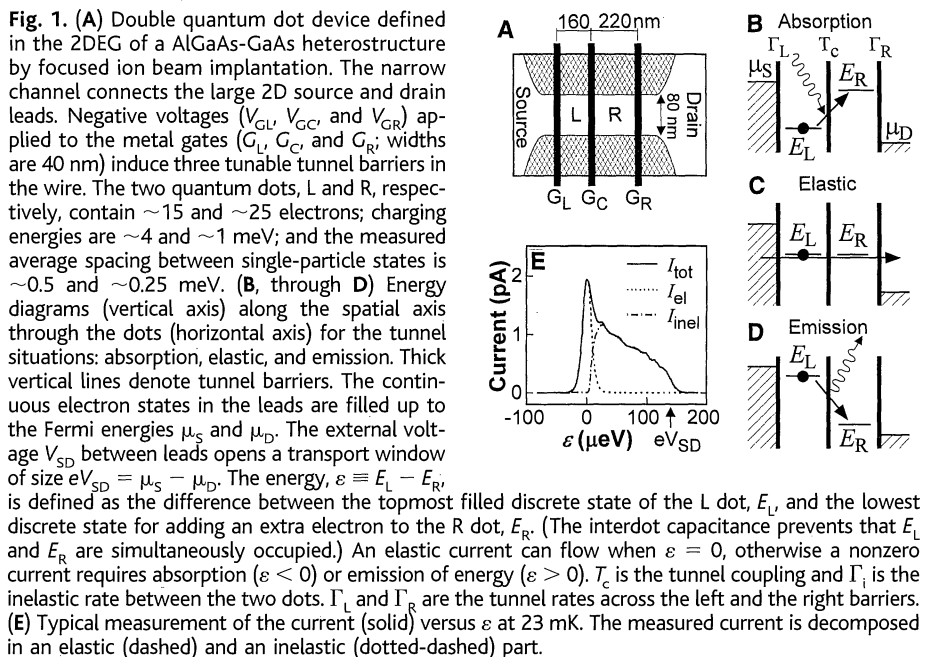 Fig. 1. (A) Double quantum dot device defined
in the 2DEG of a AlGaAs-GaAs heterostructure
by focused ion beam implantation. The narrow
channel connects the large 2D source and drain
leads. Negative voltages (V_GL, V_GC, and V_GR) ap-
plied to the metal gates (G_L, G_C, and G_R; widths
are 40 nm) induce three tunable tunnel barriers in
the wire. The two quantum dots, L and R, respec-
tively, contain ~15 and ~25 electrons; charging
energies are ~4 and ~1 meV; and the measured
average spacing between single-particle states is
~0.5 and ~0.25 meV. (B, through D) Energy
diagrams (vertical axis) along the spatial axis
through the dots (horizontal axis) for the tunnel
situations: absorption, elastic, and emission. Thick
vertical lines denote tunnel barriers. The contin-
uous electron states in the leads are filled up to
the Fermi energies μ_S and μ_D. The external volt-
age V_SD between leads opens a transport window
of size eV_SD = μ_S − μ_D. The energy, ε ≡ E_L − E_R,
is defined as the difference between the topmost filled discrete state of the L dot, E_L, and the lowest
discrete state for adding an extra electron to the R dot, E_R. (The interdot capacitance prevents that E_L
and E_R are simultaneously occupied.) An elastic current can flow when ε = 0, otherwise a nonzero
current requires absorption (ε < 0) or emission of energy (ε > 0). T_c is the tunnel coupling and Γ_i is the
inelastic rate between the two dots. Γ_L and Γ_R are the tunnel rates across the left and the right barriers.
(E) Typical measurement of the current (solid) versus ε at 23 mK. The measured current is decomposed
in an elastic (dashed) and an inelastic (dotted-dashed) part.
A
160 220nm
Source
L
R
80 nm
Drain
G_L G_C G_R
B Absorption
Γ_L T_c Γ_R
μ_S
E_R
μ_D
E_L
C Elastic
E_L E_R
D Emission
E_L
E_R
E
I_tot
I_el
I_inel
Current (pA)
2
1
0
-100 0 100 200
ε (μeV) eV_SD